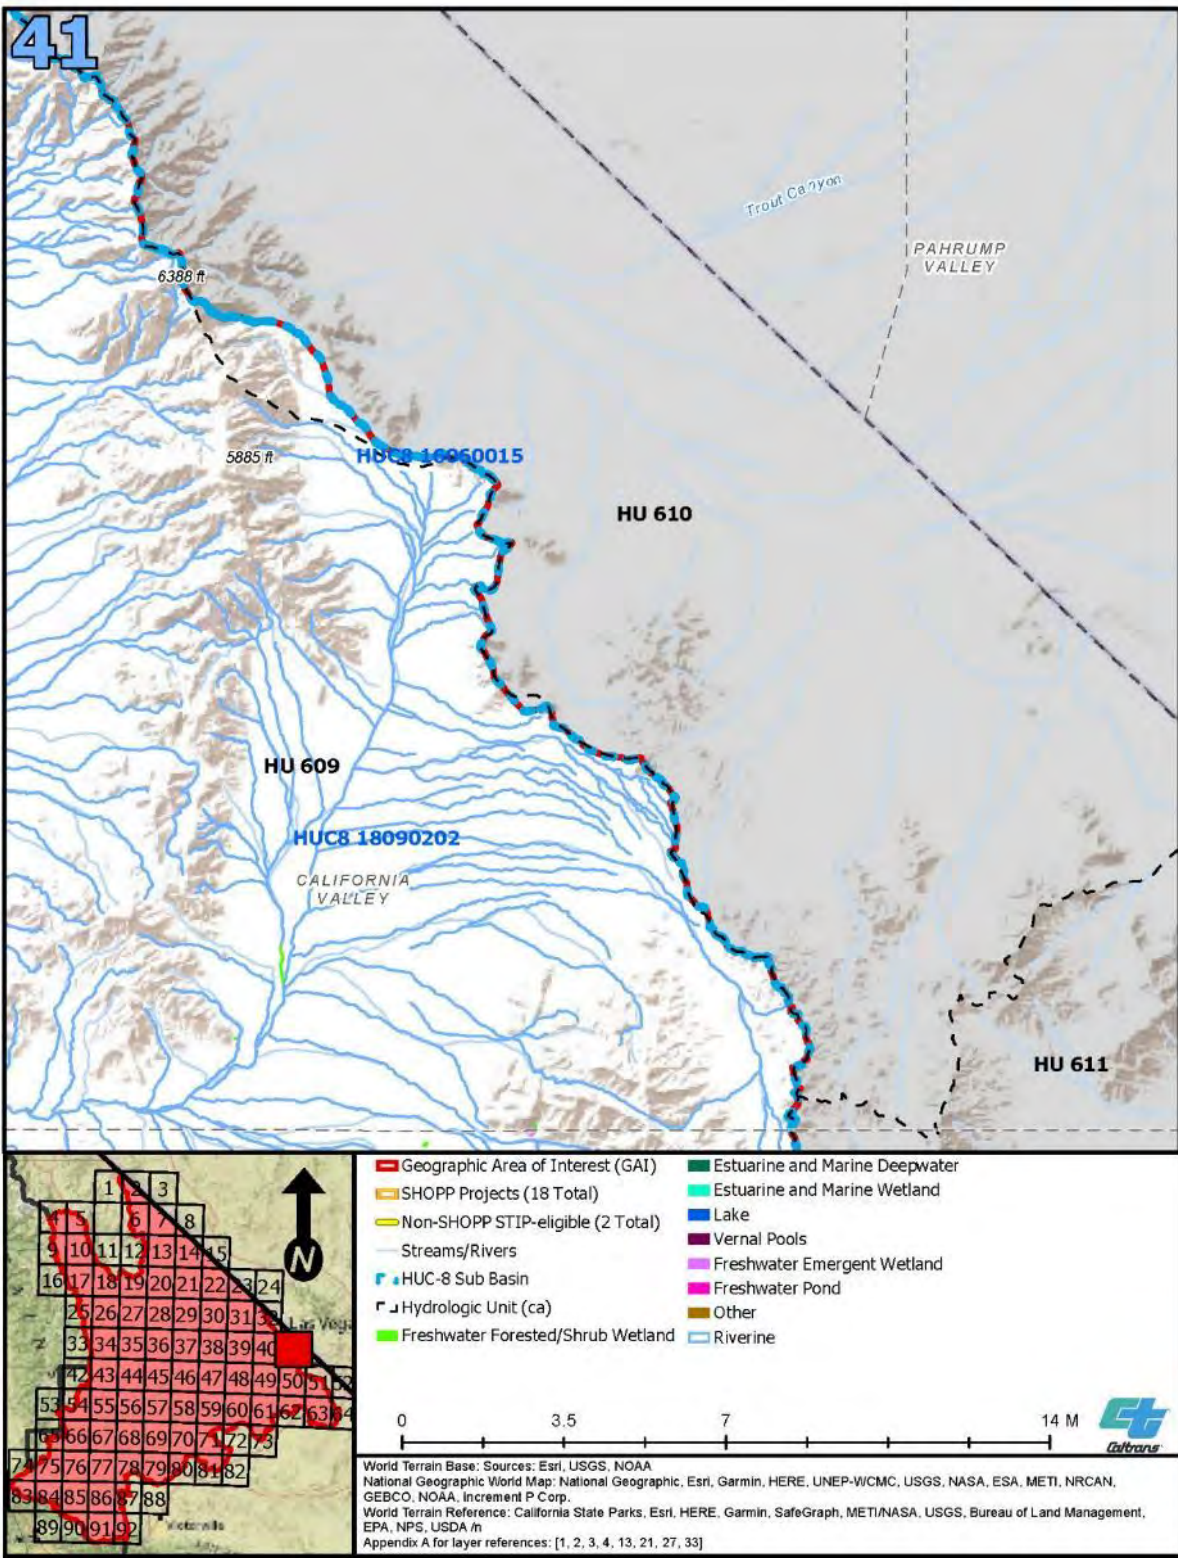 41
Trout Canyon
PAHRUMP
VALLEY
6388 ft
5885 ft
HUC8 16060015
HU 610
HU 609
HUC8 18090202
CALIFORNIA
VALLEY
HU 611
1 2 3
4 5 6 7 8
9 10 11 12 13 14 15
16 17 18 19 20 21 22 23 24
25 26 27 28 29 30 31 32
Las Vega
33 34 35 36 37 38 39 40
42 43 44 45 46 47 48 49 50 51 52
53 54 55 56 57 58 59 60 61 62 63 64
65 66 67 68 69 70 71 72 73
74 75 76 77 78 79 80 81 82
83 84 85 86 87 88
89 90 91 92
Victorville
N
Geographic Area of Interest (GAI)
SHOPP Projects (18 Total)
Non-SHOPP STIP-eligible (2 Total)
Streams/Rivers
HUC-8 Sub Basin
Hydrologic Unit (ca)
Freshwater Forested/Shrub Wetland
Estuarine and Marine Deepwater
Estuarine and Marine Wetland
Lake
Vernal Pools
Freshwater Emergent Wetland
Freshwater Pond
Other
Riverine
0 3.5 7 14 M
Caltrans
World Terrain Base: Sources: Esri, USGS, NOAA
National Geographic World Map: National Geographic, Esri, Garmin, HERE, UNEP-WCMC, USGS, NASA, ESA, METI, NRCAN,
GEBCO, NOAA, Increment P Corp.
World Terrain Reference: California State Parks, Esri, HERE, Garmin, SafeGraph, METI/NASA, USGS, Bureau of Land Management,
EPA, NPS, USDA /n
Appendix A for layer references: [1, 2, 3, 4, 13, 21, 27, 33]